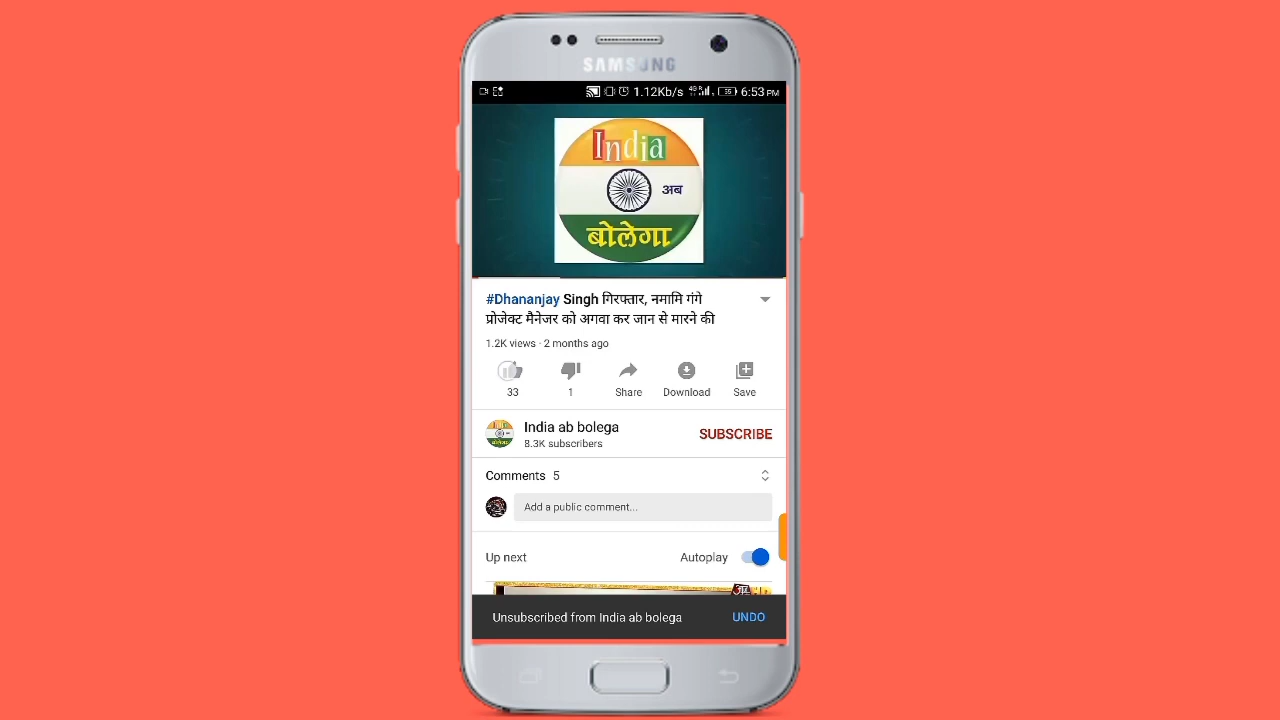 SAMSUNG
1.12Kb/s 4G R 35 6:53 PM
India
अब
बोलेगा
#Dhananjay Singh गिरफ्तार, नमामि गंगे
प्रोजेक्ट मैनेजर को अगवा कर जान से मारने की
1.2K views · 2 months ago
33 1 Share Download Save
India ab bolega
8.3K subscribers
SUBSCRIBE
Comments 5
Add a public comment...
Up next Autoplay
Unsubscribed from India ab bolega UNDO